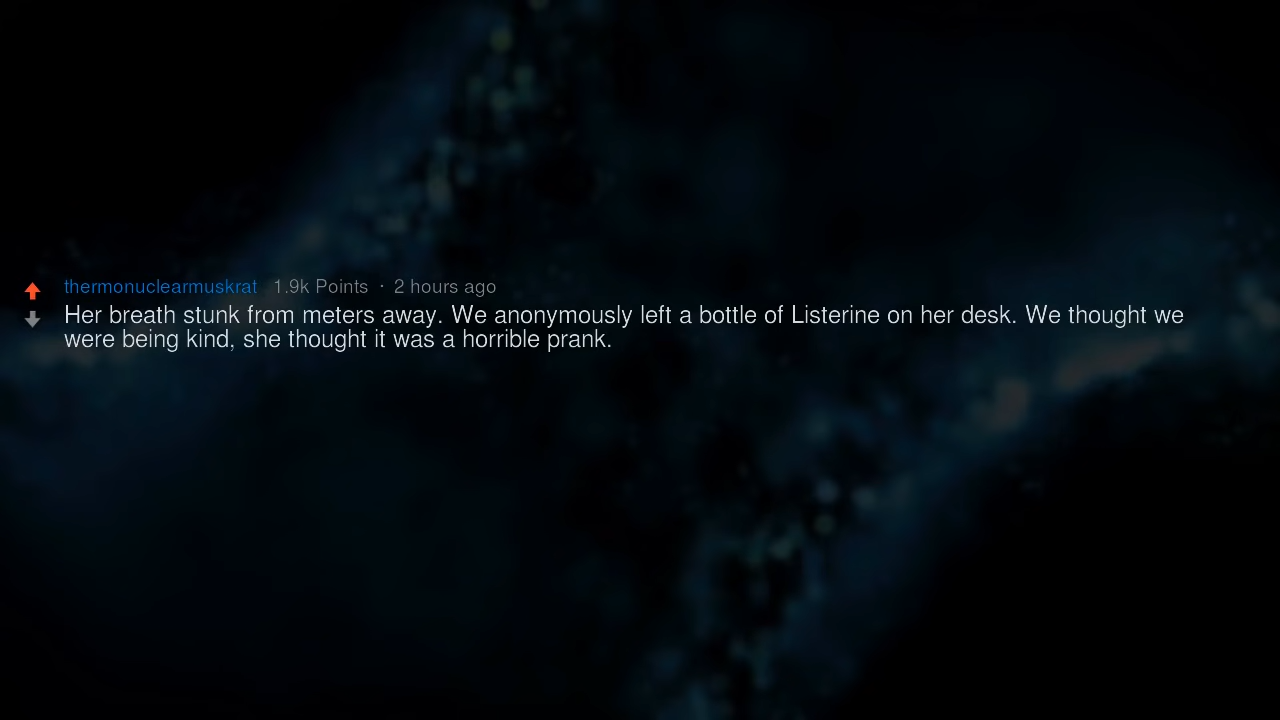 thermonuclearmuskrat 1.9k Points · 2 hours ago
Her breath stunk from meters away. We anonymously left a bottle of Listerine on her desk. We thought we
were being kind, she thought it was a horrible prank.